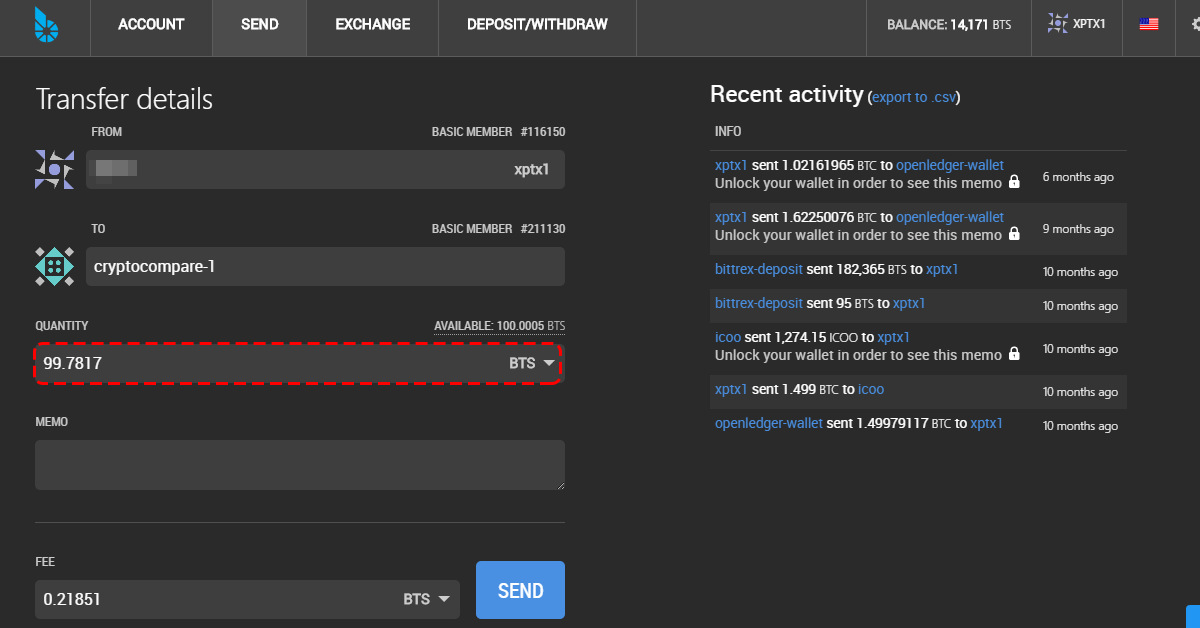 ACCOUNT SEND EXCHANGE DEPOSIT/WITHDRAW BALANCE: 14,171 BTS XPTX1
Transfer details
FROM BASIC MEMBER #116150
xptx1
TO BASIC MEMBER #211130
cryptocompare-1
QUANTITY AVAILABLE: 100.0005 BTS
99.7817 BTS
MEMO
FEE
0.21851 BTS
SEND
Recent activity (export to .csv)
INFO
xptx1 sent 1.02161965 BTC to openledger-wallet
Unlock your wallet in order to see this memo
6 months ago
xptx1 sent 1.62250076 BTC to openledger-wallet
Unlock your wallet in order to see this memo
9 months ago
bittrex-deposit sent 182,365 BTS to xptx1 10 months ago
bittrex-deposit sent 95 BTS to xptx1 10 months ago
icoo sent 1,274.15 ICOO to xptx1
Unlock your wallet in order to see this memo
10 months ago
xptx1 sent 1.499 BTC to icoo 10 months ago
openledger-wallet sent 1.49979117 BTC to xptx1 10 months ago